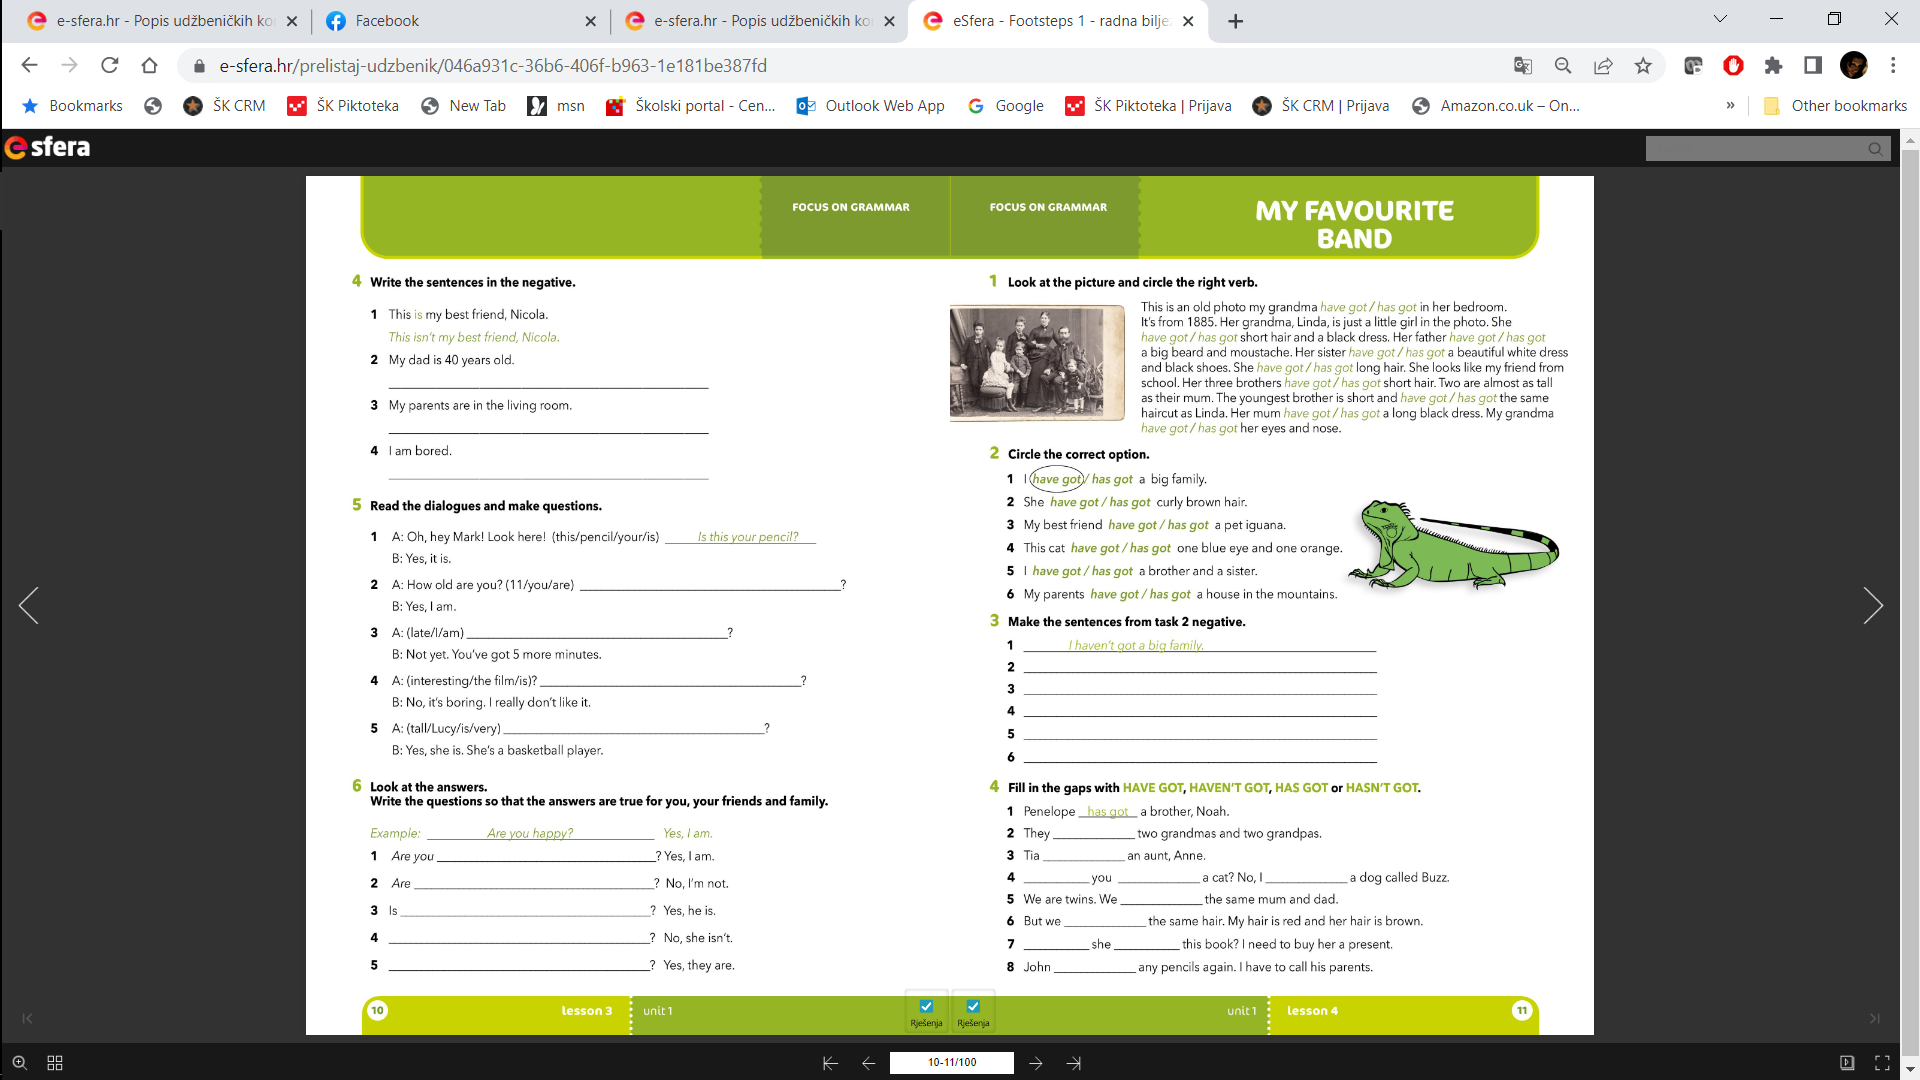 e-sfera.hr - Popis udžbeničkih ko
Facebook
e-sfera.hr - Popis udžbeničkih ko
eSfera - Footsteps 1 - radna bilje
e-sfera.hr/prelistaj-udzbenik/046a931c-36b6-406f-b963-1e181be387fd
Bookmarks
ŠK CRM
ŠK Piktoteka
New Tab
msn
Školski portal - Cen...
Outlook Web App
Google
ŠK Piktoteka | Prijava
ŠK CRM | Prijava
Amazon.co.uk – On...
»
Other bookmarks
esfera
FOCUS ON GRAMMAR
4 Write the sentences in the negative.
1 This is my best friend, Nicola.
This isn't my best friend, Nicola.
2 My dad is 40 years old.
3 My parents are in the living room.
4 I am bored.
5 Read the dialogues and make questions.
1 A: Oh, hey Mark! Look here! (this/pencil/your/is) Is this your pencil?
B: Yes, it is.
2 A: How old are you? (11/you/are) ____?
B: Yes, I am.
3 A: (late/I/am) ____?
B: Not yet. You've got 5 more minutes.
4 A: (interesting/the film/is)? ____?
B: No, it's boring. I really don't like it.
5 A: (tall/Lucy/is/very) ____?
B: Yes, she is. She's a basketball player.
6 Look at the answers.
Write the questions so that the answers are true for you, your friends and family.
Example: Are you happy? Yes, I am.
1 Are you ____? Yes, I am.
2 Are ____? No, I'm not.
3 Is ____? Yes, he is.
4 ____? No, she isn't.
5 ____? Yes, they are.
10
lesson 3
unit 1
Rješenja
FOCUS ON GRAMMAR
MY FAVOURITE
BAND
1 Look at the picture and circle the right verb.
This is an old photo my grandma have got / has got in her bedroom.
It's from 1885. Her grandma, Linda, is just a little girl in the photo. She
have got / has got short hair and a black dress. Her father have got / has got
a big beard and moustache. Her sister have got / has got a beautiful white dress
and black shoes. She have got / has got long hair. She looks like my friend from
school. Her three brothers have got / has got short hair. Two are almost as tall
as their mum. The youngest brother is short and have got / has got the same
haircut as Linda. Her mum have got / has got a long black dress. My grandma
have got / has got her eyes and nose.
2 Circle the correct option.
1 I have got / has got a big family.
2 She have got / has got curly brown hair.
3 My best friend have got / has got a pet iguana.
4 This cat have got / has got one blue eye and one orange.
5 I have got / has got a brother and a sister.
6 My parents have got / has got a house in the mountains.
3 Make the sentences from task 2 negative.
1 I haven't got a big family.
2
3
4
5
6
4 Fill in the gaps with HAVE GOT, HAVEN'T GOT, HAS GOT or HASN'T GOT.
1 Penelope has got a brother, Noah.
2 They ____ two grandmas and two grandpas.
3 Tia ____ an aunt, Anne.
4 ____ you ____ a cat? No, I ____ a dog called Buzz.
5 We are twins. We ____ the same mum and dad.
6 But we ____ the same hair. My hair is red and her hair is brown.
7 ____ she ____ this book? I need to buy her a present.
8 John ____ any pencils again. I have to call his parents.
Rješenja
unit 1
lesson 4
11
10-11/100